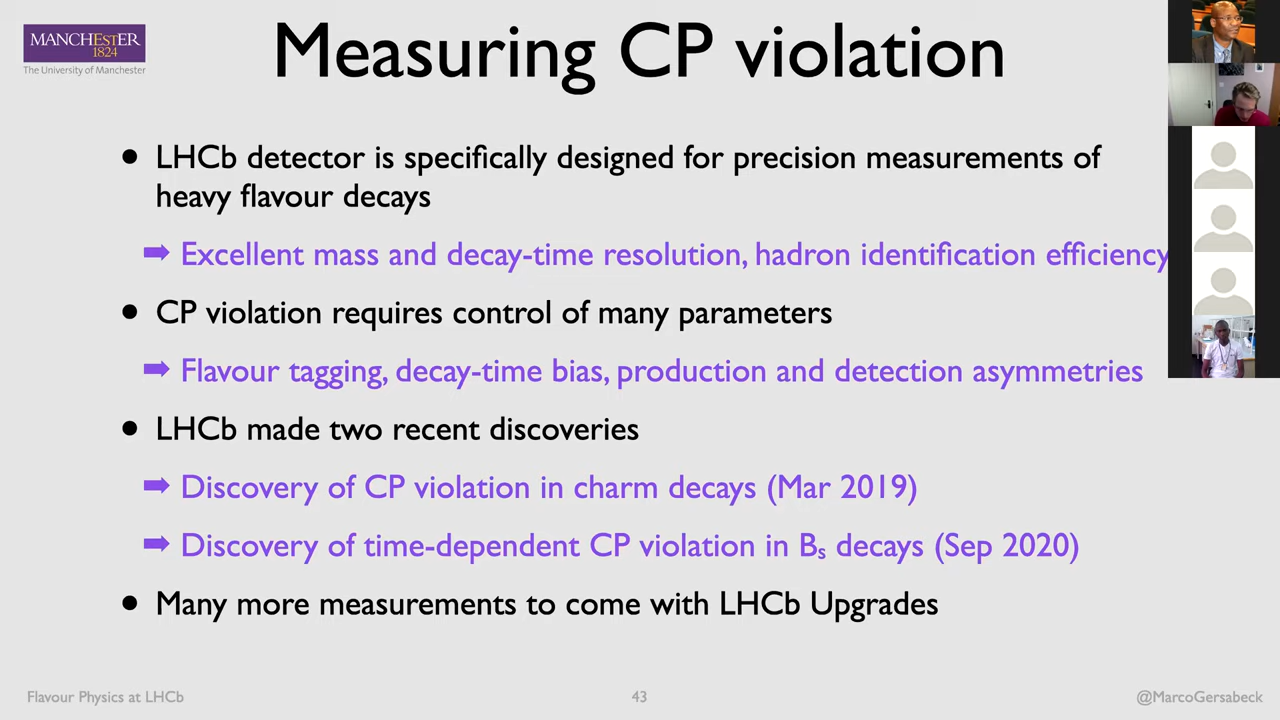 MANCHESTER
1824
The University of Manchester
Measuring CP violation
• LHCb detector is specifically designed for precision measurements of
heavy flavour decays
➡ Excellent mass and decay-time resolution, hadron identification efficiency
• CP violation requires control of many parameters
➡ Flavour tagging, decay-time bias, production and detection asymmetries
• LHCb made two recent discoveries
➡ Discovery of CP violation in charm decays (Mar 2019)
➡ Discovery of time-dependent CP violation in Bs decays (Sep 2020)
• Many more measurements to come with LHCb Upgrades
Flavour Physics at LHCb
43
@MarcoGersabeck